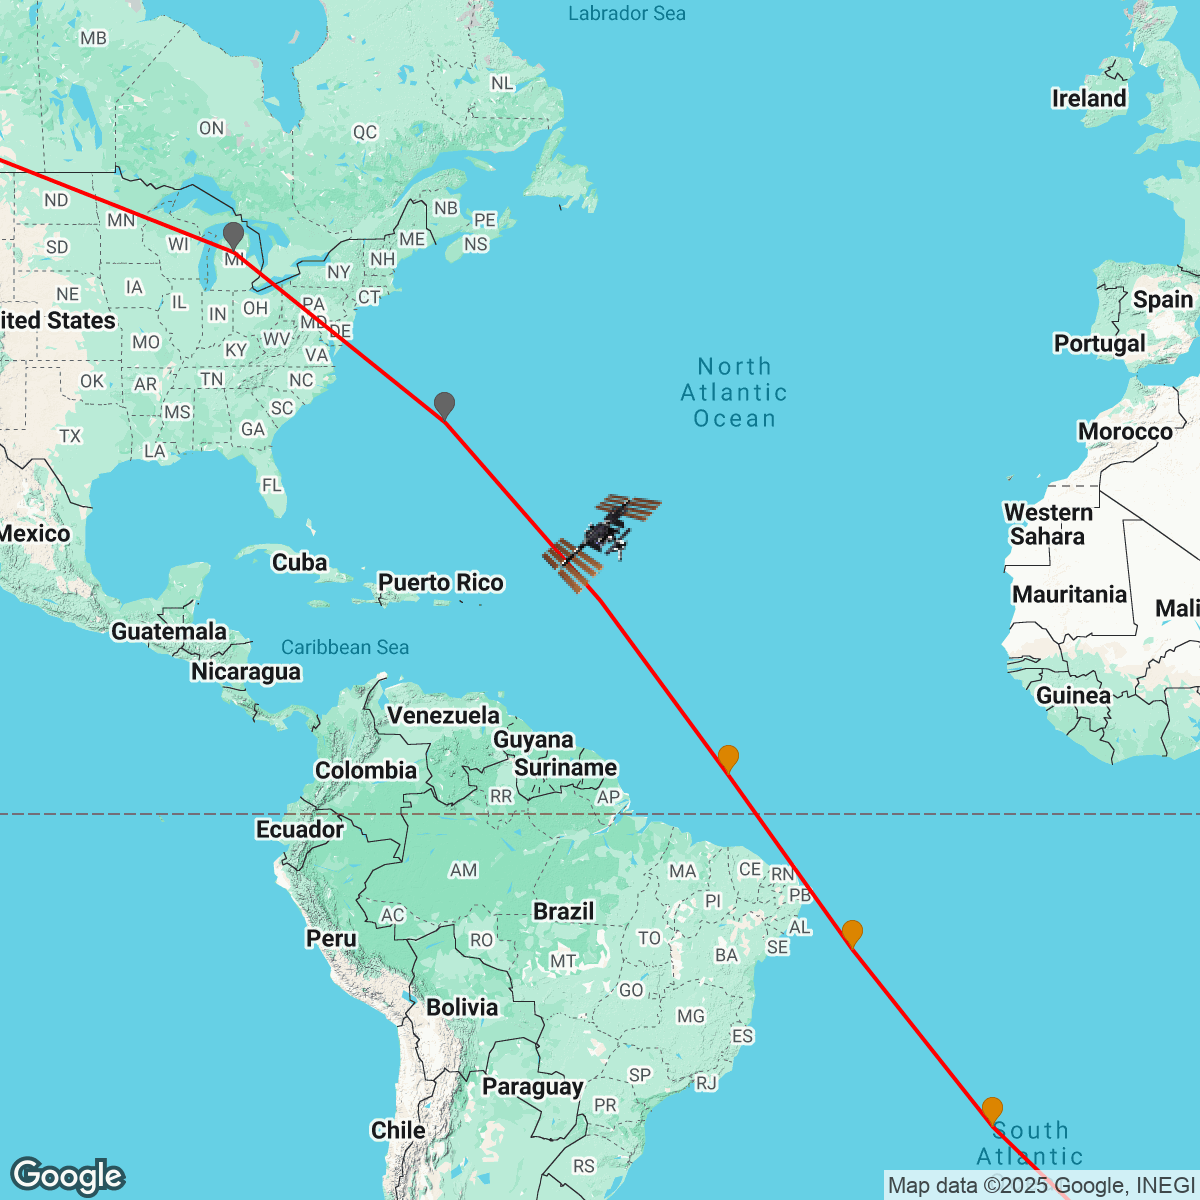 Labrador Sea
MB
NL
Ireland
ON
QC
ND
MN
NB
PE
ME
NS
WI
SD
MI
NH
NY
NE
IA
IL
PA
CT
Spain
IN
OH
ited States
MD
DE
WV
MO
KY
VA
Portugal
North
Atlantic
Ocean
OK
AR
TN
NC
MS
SC
TX
GA
Morocco
LA
FL
Western
Sahara
Mexico
Cuba
Puerto Rico
Mauritania
Mali
Guatemala
Caribbean Sea
Nicaragua
Guinea
Venezuela
Guyana
Colombia
Suriname
RR
AP
Ecuador
AM
MA
CE
RN
PI
PB
AC
Brazil
AL
Peru
RO
TO
SE
MT
BA
GO
Bolivia
MG
ES
SP
RJ
Paraguay
PR
Chile
South
Atlantic
RS
Google
Map data ©2025 Google, INEGI